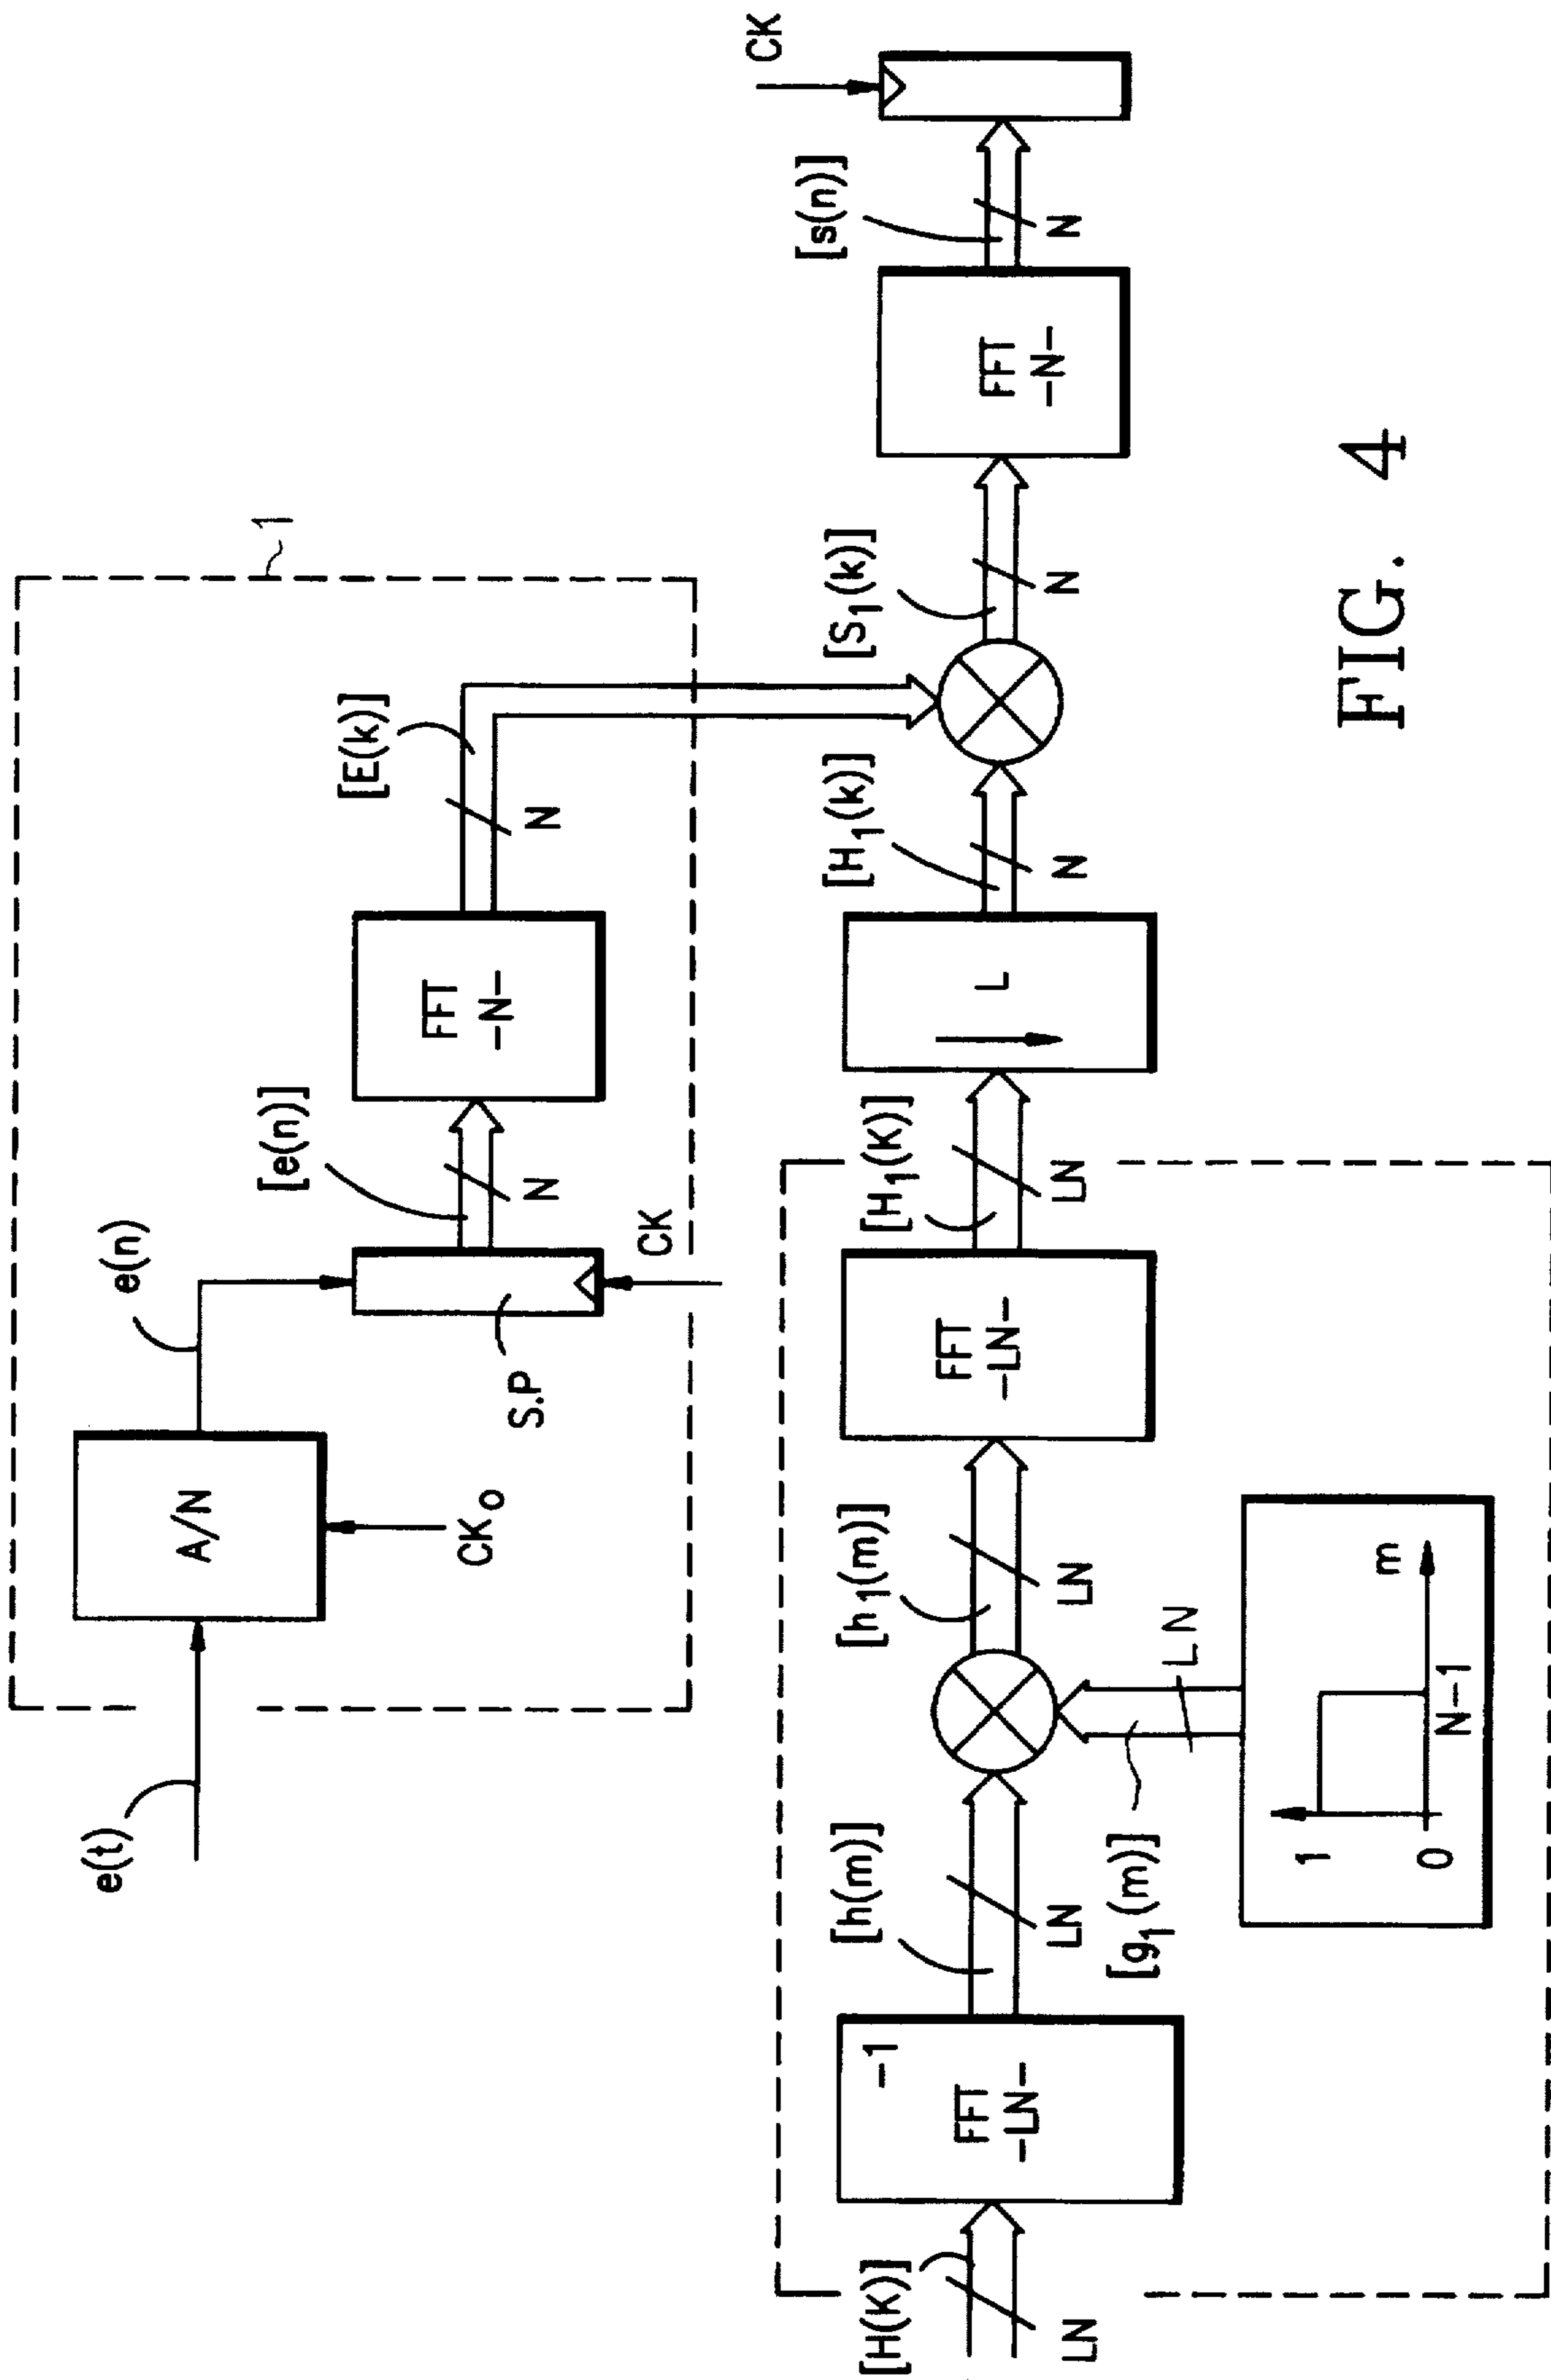 e(t)
A/N
CK0
e(n)
S.P
CK
[e(n)]
N
FFT
-N-
[E(k)]
N
1
[H(K)]
LN
FFT -1
-LN-
[h(m)]
LN
[g1(m)]
LN
1
0
N-1
m
[h1(m)]
LN
FFT
-LN-
[H1(K)]
LN
L
[H1(k)]
N
[S1(k)]
N
FFT
-N-
[s(n)]
N
CK
FIG. 4